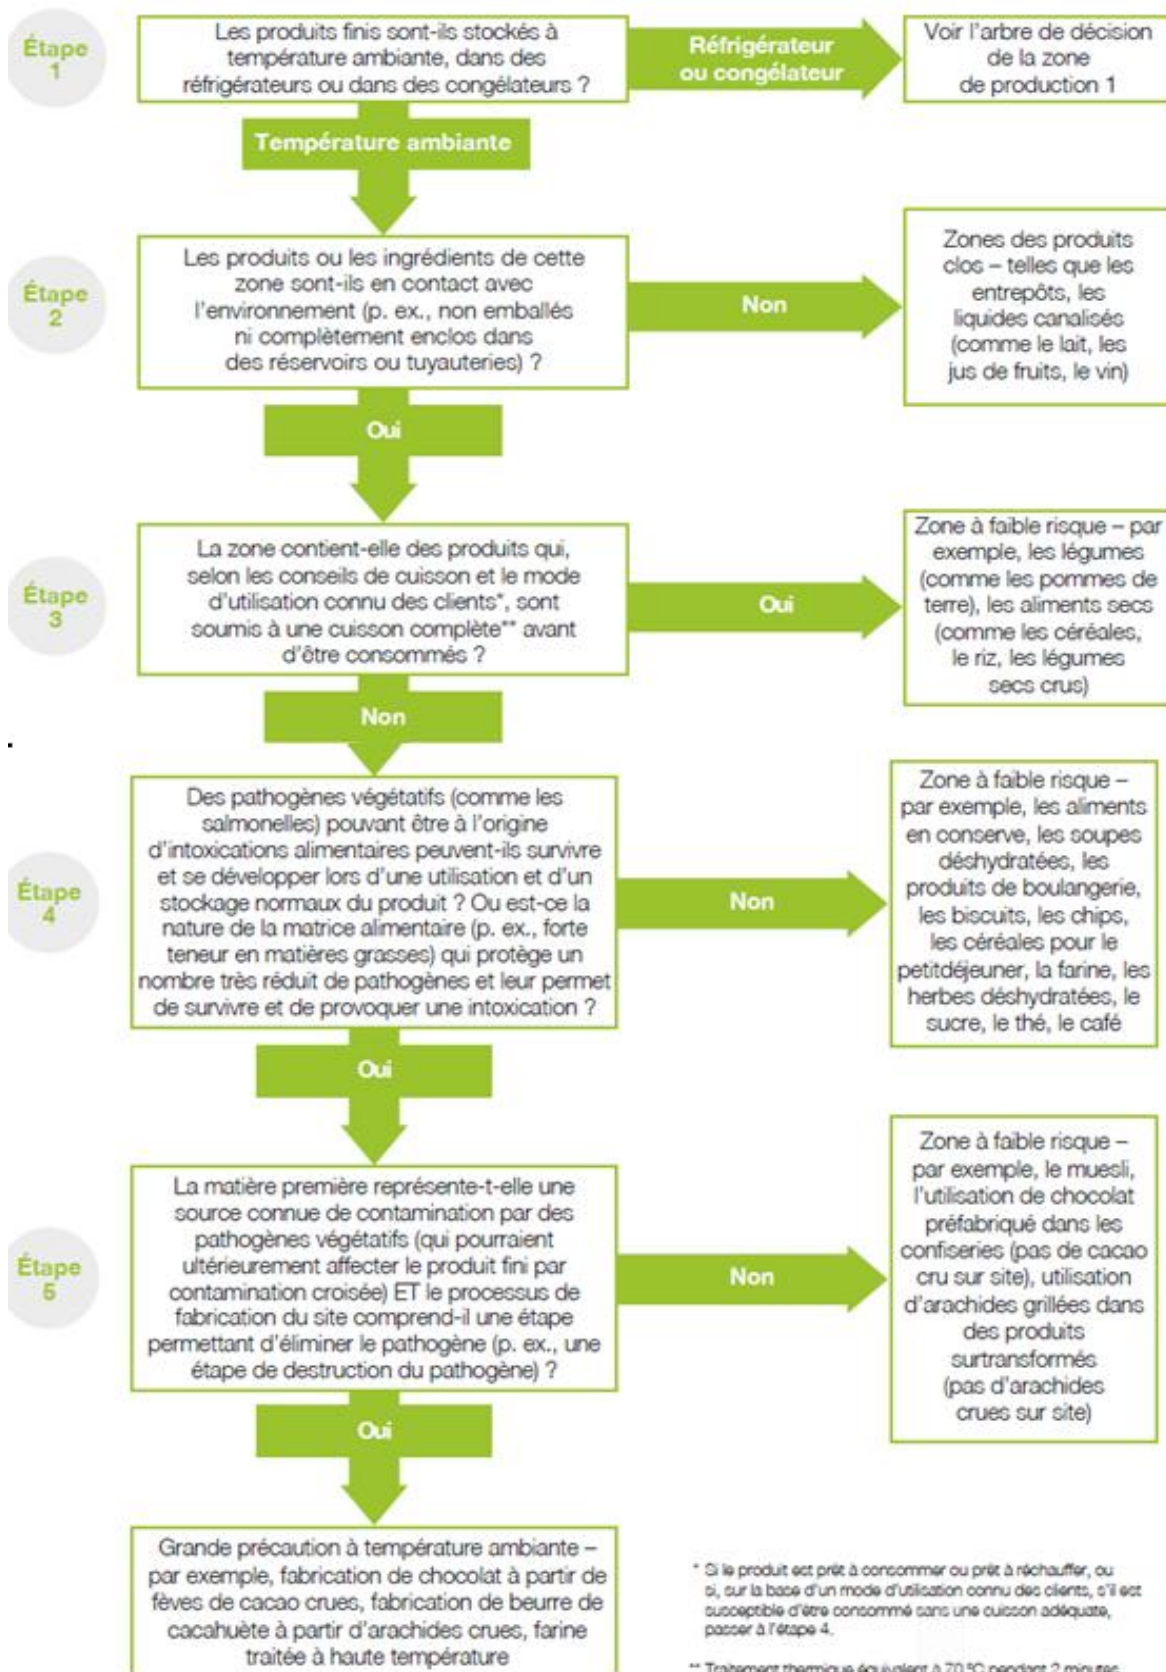 Étape
1
Les produits finis sont-ils stockés à
température ambiante, dans des
réfrigérateurs ou dans des congélateurs ?
Réfrigérateur
ou congélateur
Voir l'arbre de décision
de la zone
de production 1
Température ambiante
Étape
2
Les produits ou les ingrédients de cette
zone sont-ils en contact avec
l'environnement (p. ex., non emballés
ni complètement enclos dans
des réservoirs ou tuyauteries) ?
Non
Zones des produits
clos – telles que les
entrepôts, les
liquides canalisés
(comme le lait, les
jus de fruits, le vin)
Oui
Étape
3
La zone contient-elle des produits qui,
selon les conseils de cuisson et le mode
d'utilisation connu des clients*, sont
soumis à une cuisson complète** avant
d'être consommés ?
Oui
Zone à faible risque – par
exemple, les légumes
(comme les pommes de
terre), les aliments secs
(comme les céréales,
le riz, les légumes
secs crus)
Non
Étape
4
Des pathogènes végétatifs (comme les
salmonelles) pouvant être à l'origine
d'intoxications alimentaires peuvent-ils survivre
et se développer lors d'une utilisation et d'un
stockage normaux du produit ? Ou est-ce la
nature de la matrice alimentaire (p. ex., forte
teneur en matières grasses) qui protège un
nombre très réduit de pathogènes et leur permet
de survivre et de provoquer une intoxication ?
Non
Zone à faible risque –
par exemple, les aliments
en conserve, les soupes
déshydratées, les
produits de boulangerie,
les biscuits, les chips,
les céréales pour le
petitdéjeuner, la farine, les
herbes déshydratées, le
sucre, le thé, le café
Oui
Étape
5
La matière première représente-t-elle une
source connue de contamination par des
pathogènes végétatifs (qui pourraient
ultérieurement affecter le produit fini par
contamination croisée) ET le processus de
fabrication du site comprend-il une étape
permettant d'éliminer le pathogène (p. ex., une
étape de destruction du pathogène) ?
Non
Zone à faible risque –
par exemple, le muesli,
l'utilisation de chocolat
préfabriqué dans les
confiseries (pas de cacao
cru sur site), utilisation
d'arachides grillées dans
des produits
surtransformés
(pas d'arachides
crues sur site)
Oui
Grande précaution à température ambiante –
par exemple, fabrication de chocolat à partir de
fèves de cacao crues, fabrication de beurre de
cacahuète à partir d'arachides crues, farine
traitée à haute température
* Si le produit est prêt à consommer ou prêt à réchauffer, ou
si, sur la base d'un mode d'utilisation connu des clients, s'il est
susceptible d'être consommé sans une cuisson adéquate,
passer à l'étape 4.
** Traitement thermique équivalent à 70 °C pendant 2 minutes